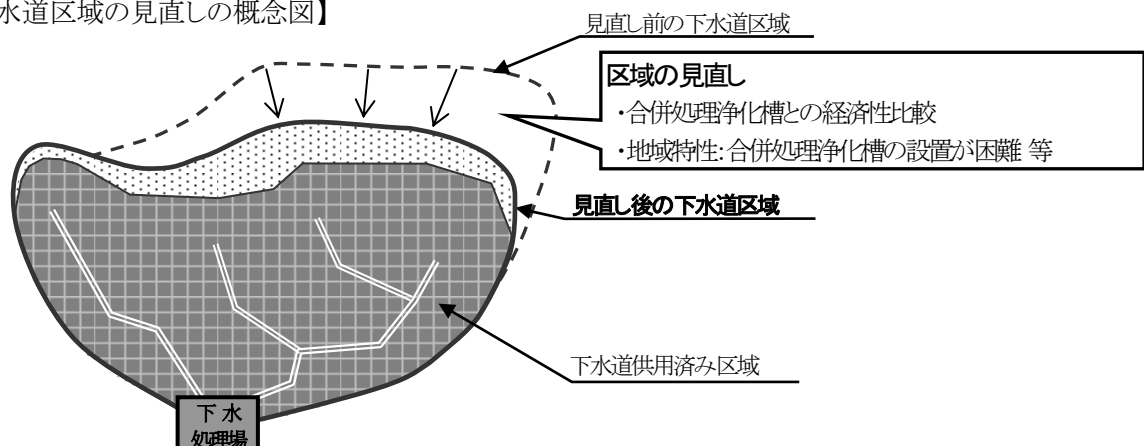 水道区域の見直しの概念図】
見直し前の下水道区域
区域の見直し
・合併処理浄化槽との経済性比較
・地域特性：合併処理浄化槽の設置が困難 等
見直し後の下水道区域
下水道供用済み区域
下水
処理場